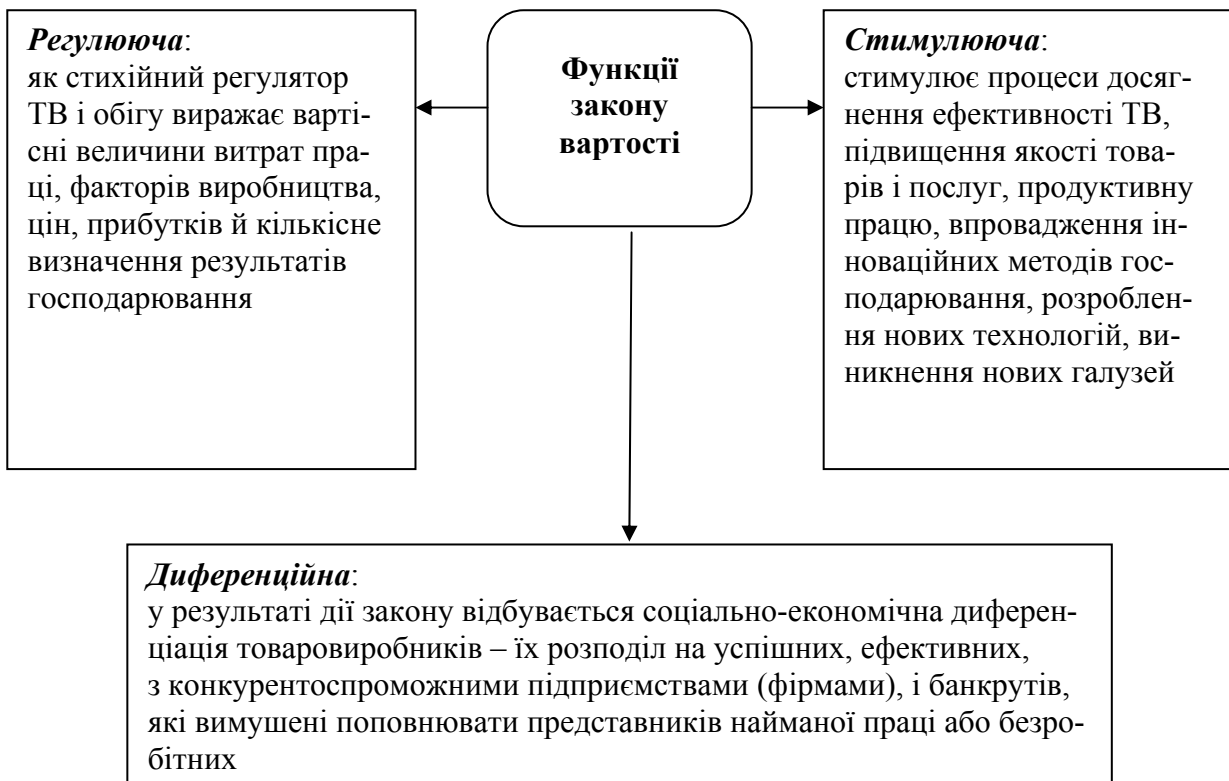 Регулююча:
як стихійний регулятор
ТВ і обігу виражає варті-
сні величини витрат пра-
ці, факторів виробництва,
цін, прибутків й кількісне
визначення результатів
господарювання
Функції
закону
вартості
Стимулююча:
стимулює процеси досяг-
нення ефективності ТВ,
підвищення якості това-
рів і послуг, продуктивну
працю, впровадження ін-
новаційних методів гос-
подарювання, розроблен-
ня нових технологій, ви-
никнення нових галузей
Диференційна:
у результаті дії закону відбувається соціально-економічна диферен-
ціація товаровиробників – їх розподіл на успішних, ефективних,
з конкурентоспроможними підприємствами (фірмами), і банкрутів,
які вимушені поповнювати представників найманої праці або безро-
бітних